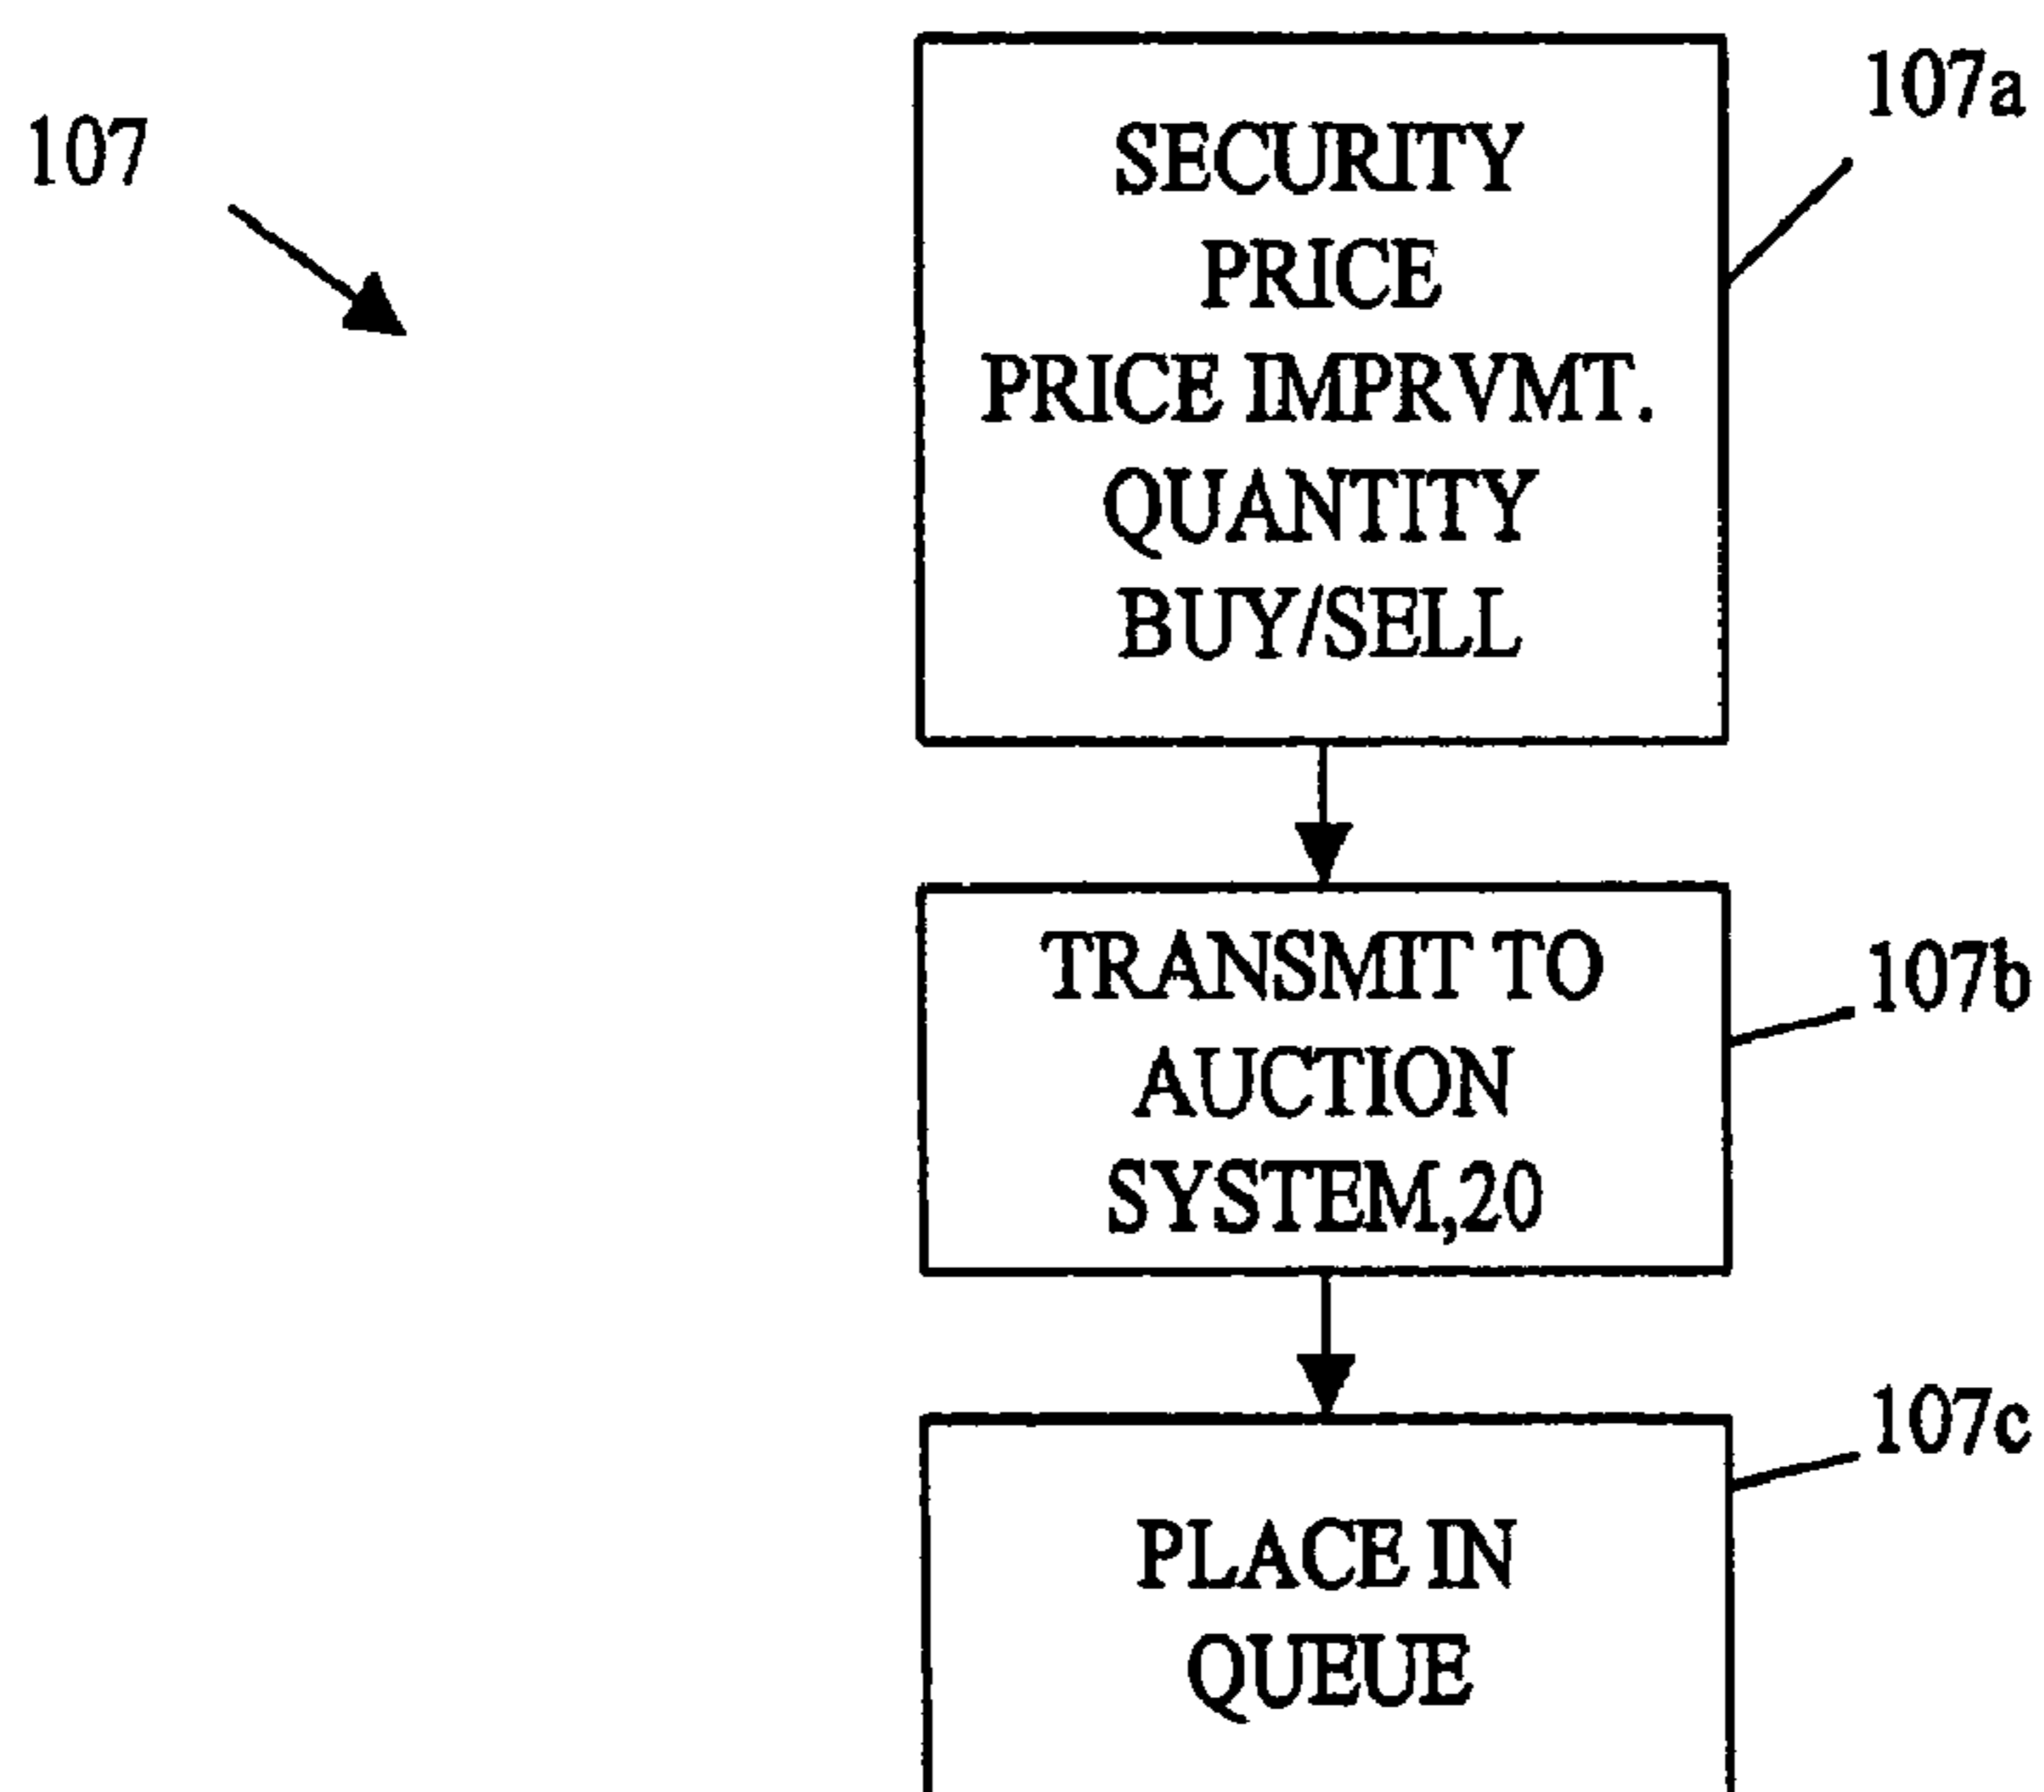 107
107a
SECURITY
PRICE
PRICE IMPRVMT.
QUANTITY
BUY/SELL
TRANSMIT TO
AUCTION
SYSTEM,20
107b
PLACE IN
QUEUE
107c